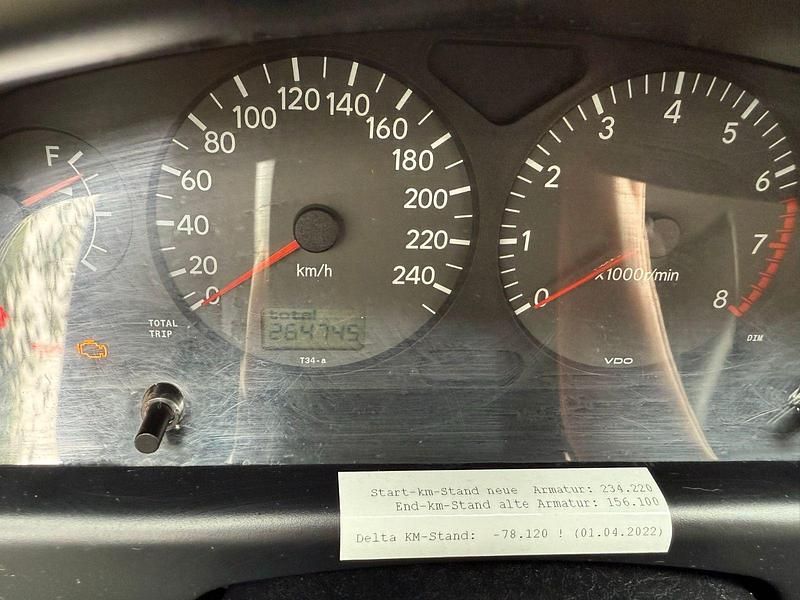 F
0
20
40
60
80
100
120
140
160
180
200
220
240
km/h
total
264745
T34-a
TOTAL
TRIP
0
1
2
3
4
5
6
7
8
x1000r/min
DIM
VDO
Start-km-Stand neue Armatur: 234.220
End-km-Stand alte Armatur: 156.100
Delta KM-Stand: -78.120 ! (01.04.2022)